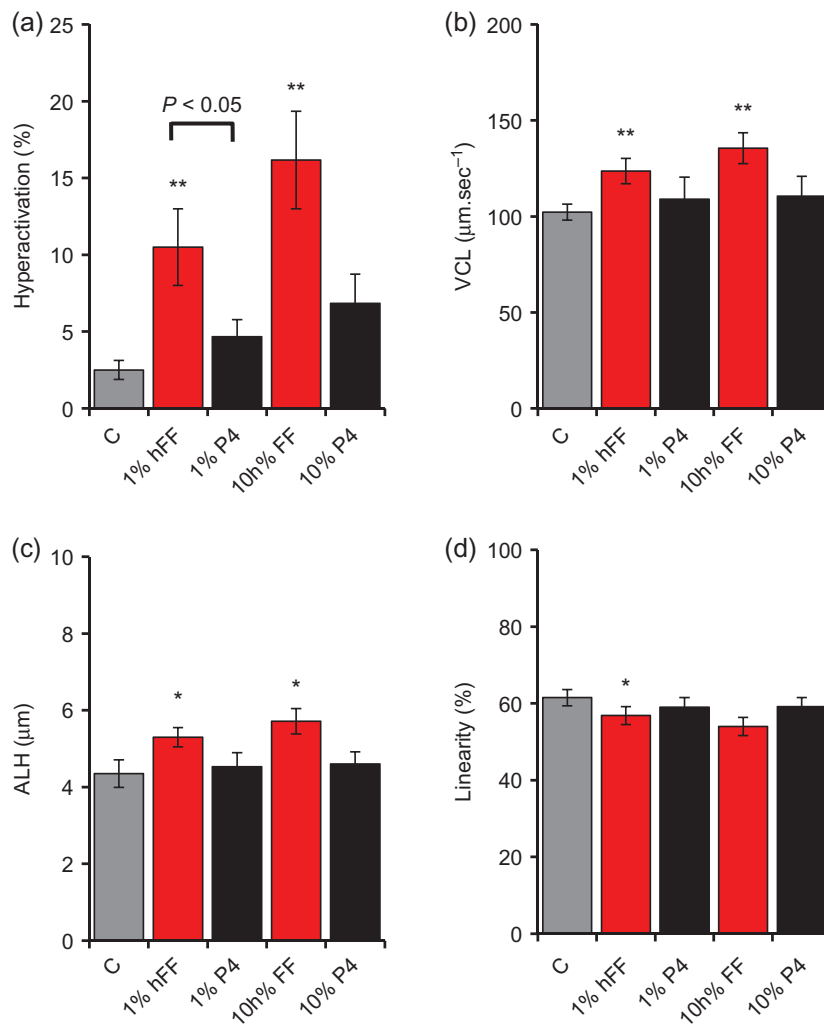 (a)
25
20
15
10
5
0
Hyperactivation (%)
P < 0.05
**
**
C
1% hFF
1% P4
10h% FF
10% P4
(b)
200
150
100
50
0
VCL (µm.sec⁻¹)
**
**
C
1% hFF
1% P4
10h% FF
10% P4
(c)
10
8
6
4
2
0
ALH (µm)
*
*
C
1% hFF
1% P4
10h% FF
10% P4
(d)
100
80
60
40
20
0
Linearity (%)
*
C
1% hFF
1% P4
10h% FF
10% P4